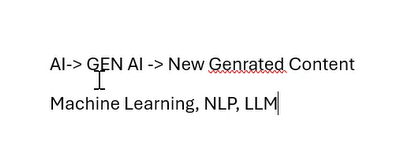 AI-> GEN AI -> New Genrated Content
Machine Learning, NLP, LLM